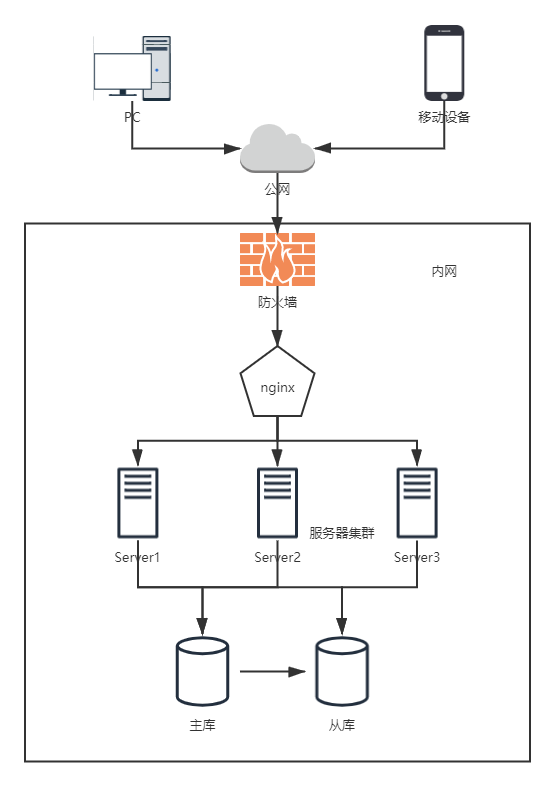 PC
移动设备
公网
内网
防火墙
nginx
服务器集群
Server1
Server2
Server3
主库
从库